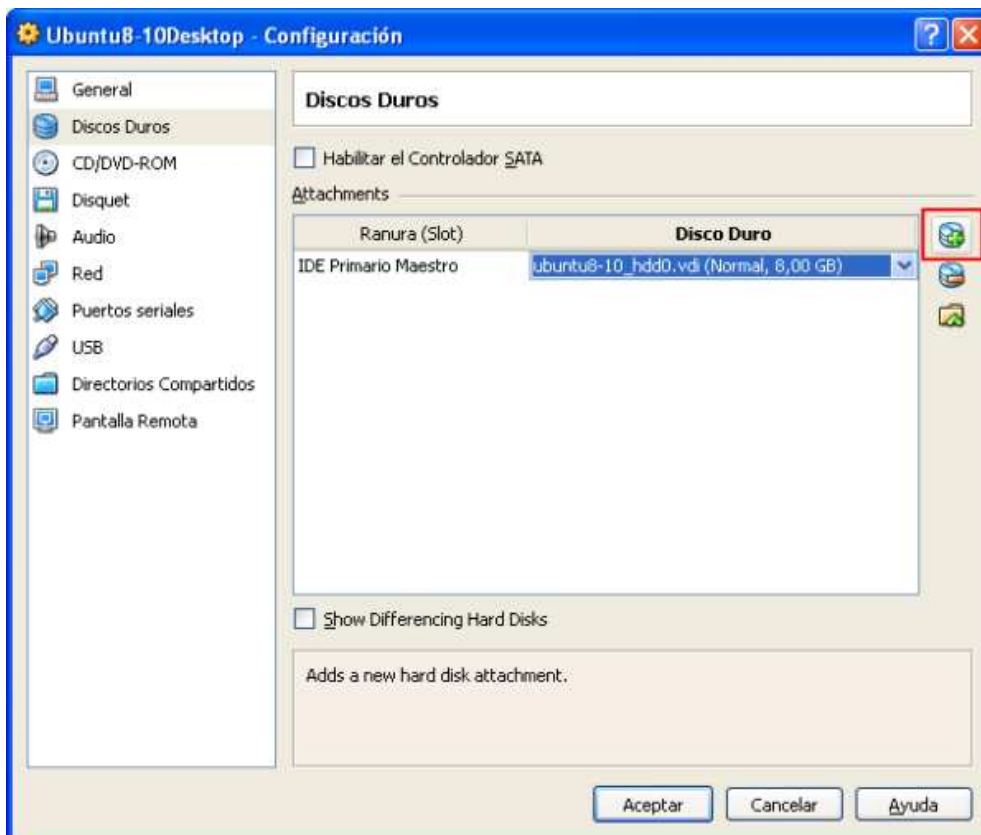 Ubuntu8-10Desktop - Configuración
General
Discos Duros
CD/DVD-ROM
Disquet
Audio
Red
Puertos seriales
USB
Directorios Compartidos
Pantalla Remota
Discos Duros
Habilitar el Controlador SATA
Attachments
Ranura (Slot) Disco Duro
IDE Primario Maestro ubuntu8-10_hdd0.vdi (Normal, 8,00 GB)
Show Differencing Hard Disks
Adds a new hard disk attachment.
Aceptar Cancelar Ayuda